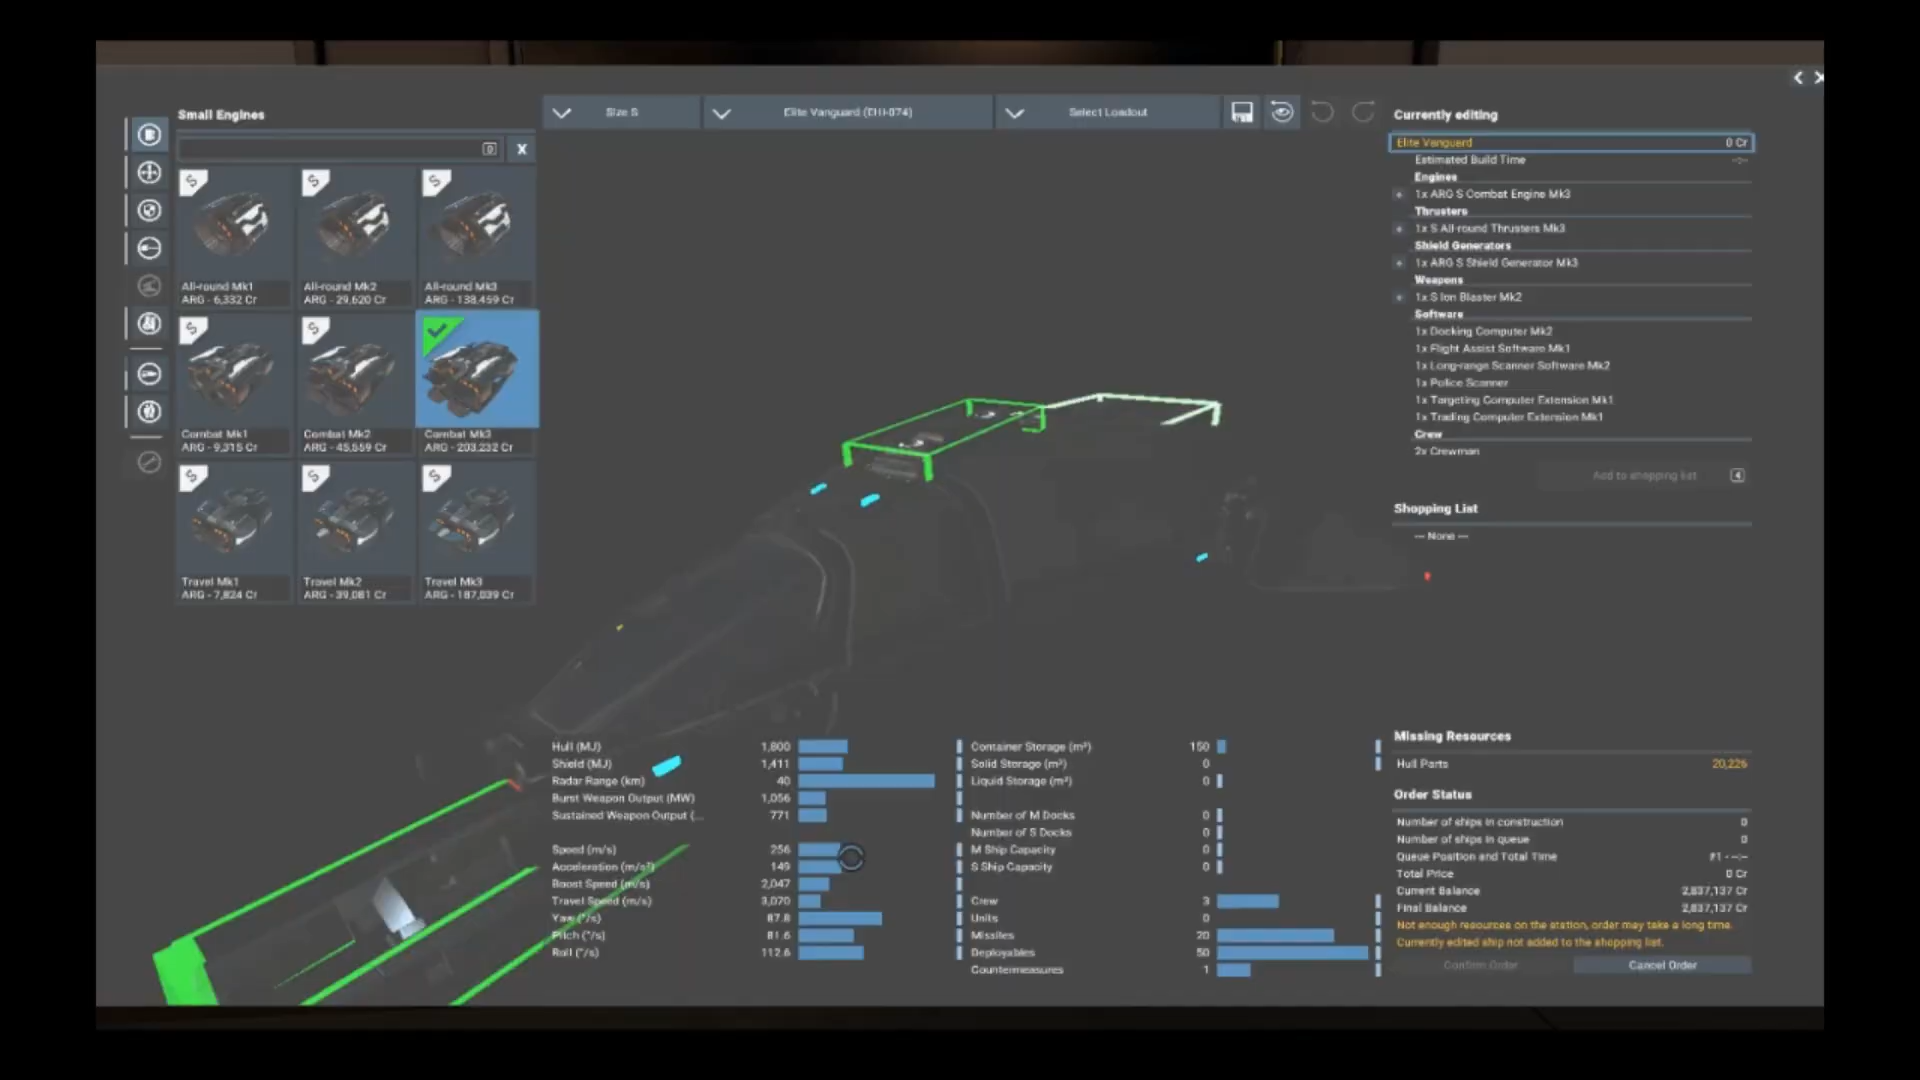 Small Engines
Size S
Elite Vanguard (EHI-074)
Select Loadout
X
All-round Mk1
ARG - 6,332 Cr
All-round Mk2
ARG - 29,620 Cr
All-round Mk3
ARG - 138,459 Cr
Combat Mk1
ARG - 9,315 Cr
Combat Mk2
ARG - 45,559 Cr
Combat Mk3
ARG - 203,232 Cr
Travel Mk1
ARG - 7,824 Cr
Travel Mk2
ARG - 39,081 Cr
Travel Mk3
ARG - 187,039 Cr
Hull (MJ) 1,800
Shield (MJ) 1,411
Radar Range (km) 40
Burst Weapon Output (MW) 1,056
Sustained Weapon Output (... 771
Speed (m/s) 256
Acceleration (m/s²) 149
Boost Speed (m/s) 2,047
Travel Speed (m/s) 3,070
Yaw (°/s) 87.8
Pitch (°/s) 81.6
Roll (°/s) 112.6
Container Storage (m³) 150
Solid Storage (m³) 0
Liquid Storage (m³) 0
Number of M Docks 0
Number of S Docks 0
M Ship Capacity 0
S Ship Capacity 0
Crew 3
Units 0
Missiles 20
Deployables 50
Countermeasures 1
Currently editing
Elite Vanguard 0 Cr
Estimated Build Time --:--
Engines
1x ARG S Combat Engine Mk3
Thrusters
1x S All-round Thrusters Mk3
Shield Generators
1x ARG S Shield Generator Mk3
Weapons
1x S Ion Blaster Mk2
Software
1x Docking Computer Mk2
1x Flight Assist Software Mk1
1x Long-range Scanner Software Mk2
1x Police Scanner
1x Targeting Computer Extension Mk1
1x Trading Computer Extension Mk1
Crew
2x Crewman
Add to shopping list
Shopping List
--- None ---
Missing Resources
Hull Parts 20,226
Order Status
Number of ships in construction 0
Number of ships in queue 0
Queue Position and Total Time #1 - --:--
Total Price 0 Cr
Current Balance 2,837,137 Cr
Final Balance 2,837,137 Cr
Not enough resources on the station, order may take a long time.
Currently edited ship not added to the shopping list.
Confirm Order
Cancel Order